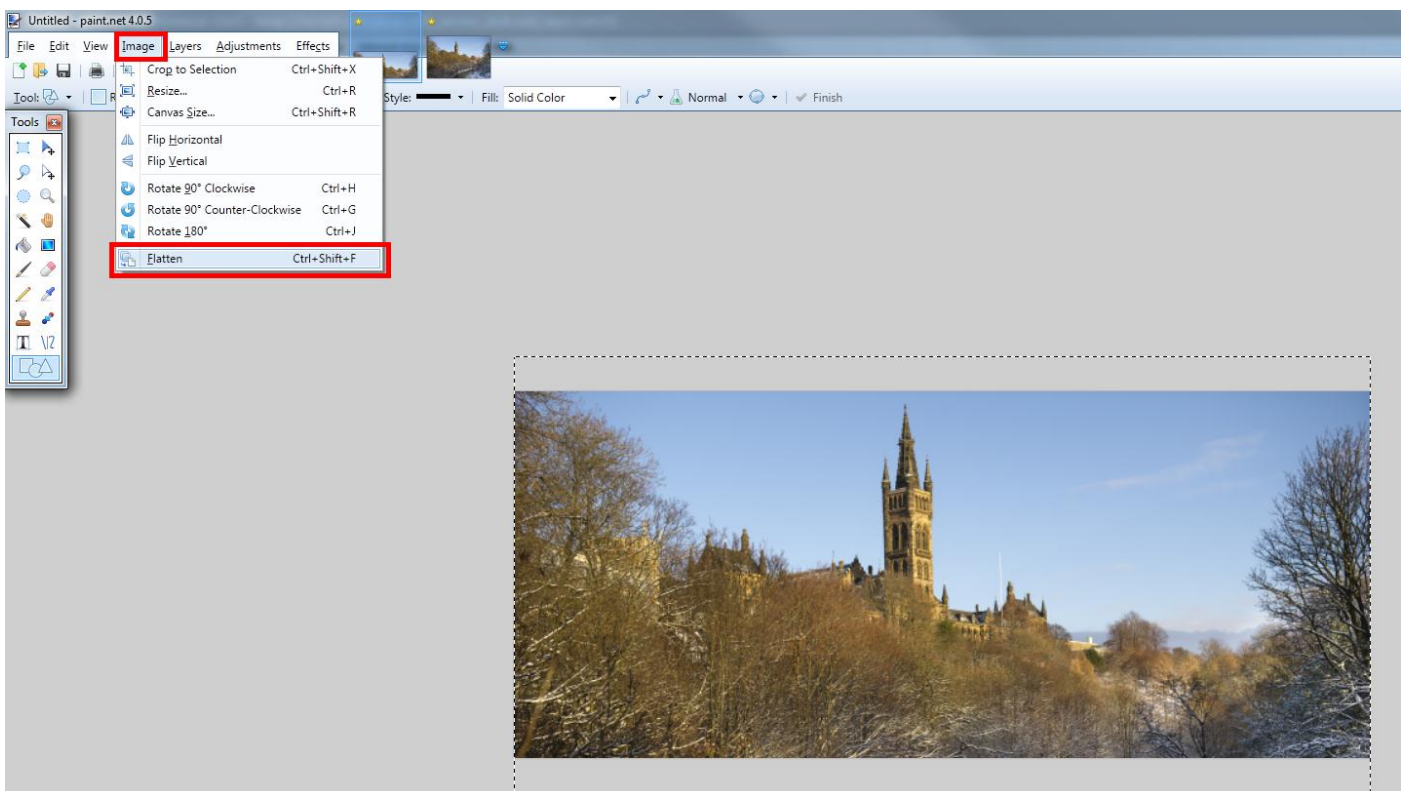 Untitled - paint.net 4.0.5
File Edit View Image Layers Adjustments Effects
Tool: R Style: Fill: Solid Color Normal Finish
Crop to Selection Ctrl+Shift+X
Resize... Ctrl+R
Canvas Size... Ctrl+Shift+R
Flip Horizontal
Flip Vertical
Rotate 90° Clockwise Ctrl+H
Rotate 90° Counter-Clockwise Ctrl+G
Rotate 180° Ctrl+J
Flatten Ctrl+Shift+F
Tools